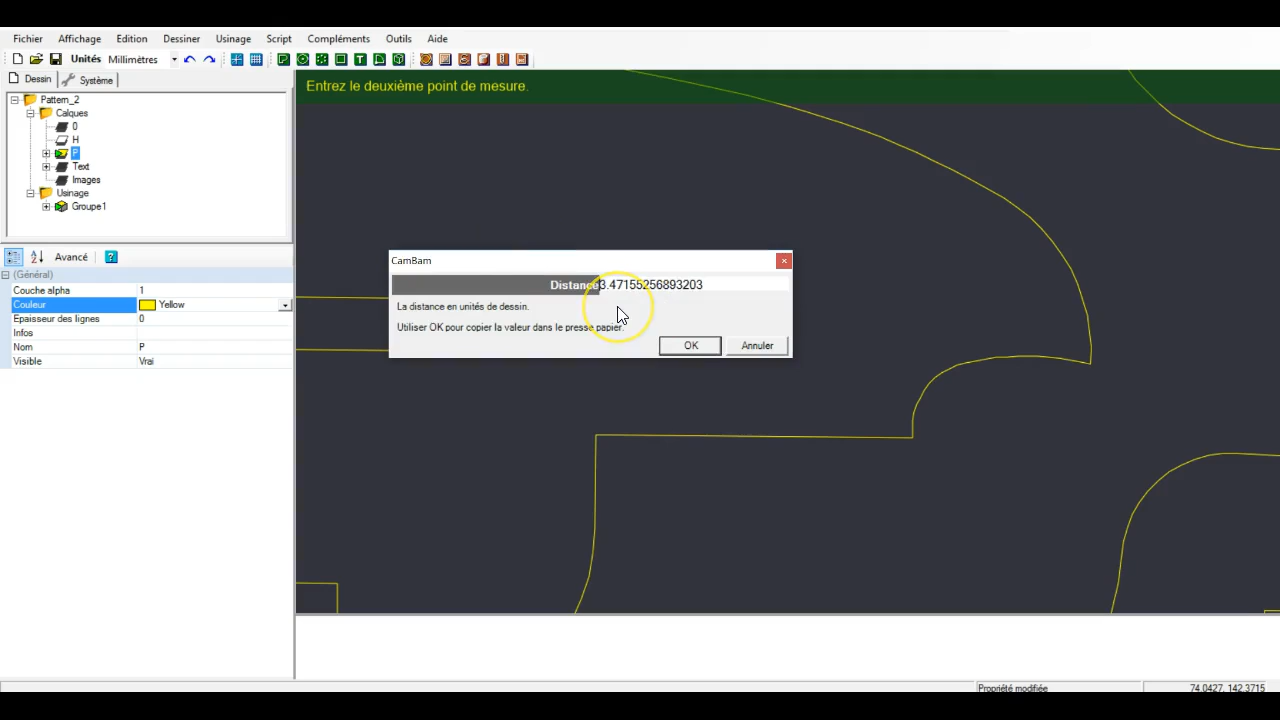 Fichier Affichage Edition Dessiner Usinage Script Compléments Outils Aide
Unités Millimètres
Dessin Système
Entrez le deuxième point de mesure.
Pattern_2
Calques
0
H
P
Text
Images
Usinage
Groupe1
Avancé
(Général)
Couche alpha 1
Couleur Yellow
Epaisseur des lignes 0
Infos
Nom P
Visible Vrai
CamBam
Distance 3.47155256893203
La distance en unités de dessin.
Utiliser OK pour copier la valeur dans le presse papier.
OK Annuler
Propriété modifiée 74.0427, 142.3715